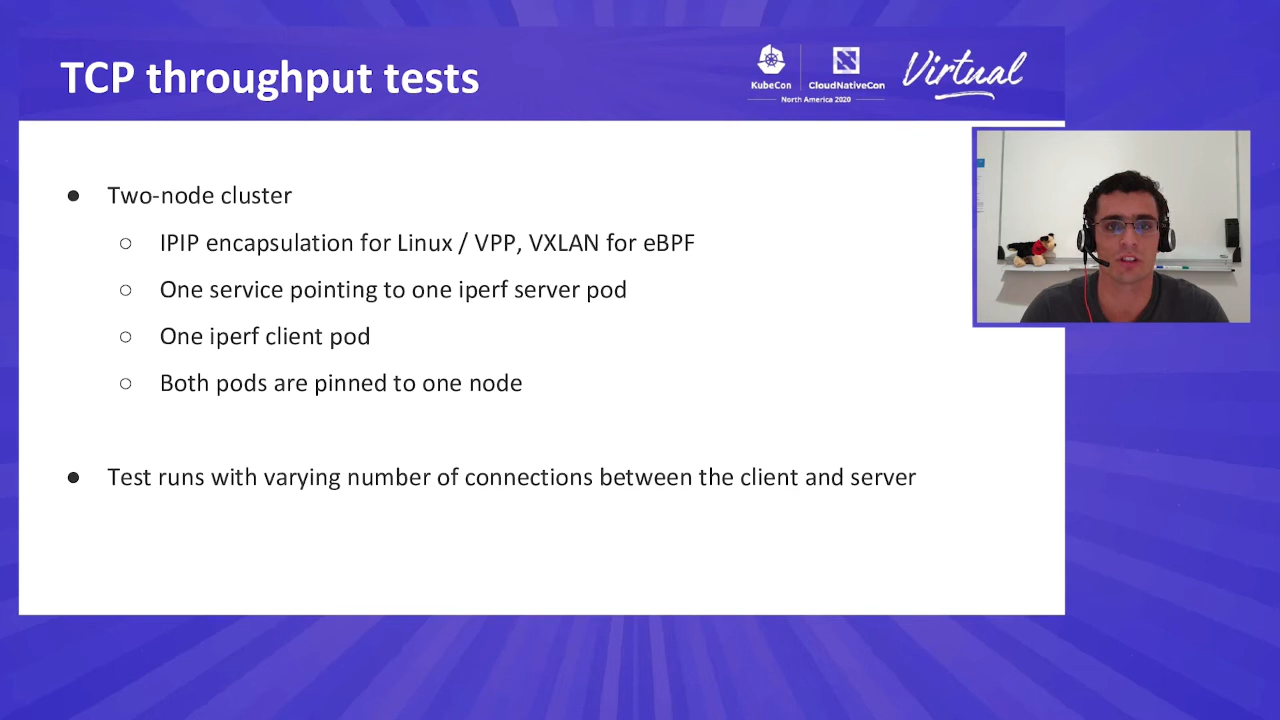 TCP throughput tests
KubeCon
CloudNativeCon
North America 2020
Virtual
● Two-node cluster
○ IPIP encapsulation for Linux / VPP, VXLAN for eBPF
○ One service pointing to one iperf server pod
○ One iperf client pod
○ Both pods are pinned to one node
● Test runs with varying number of connections between the client and server